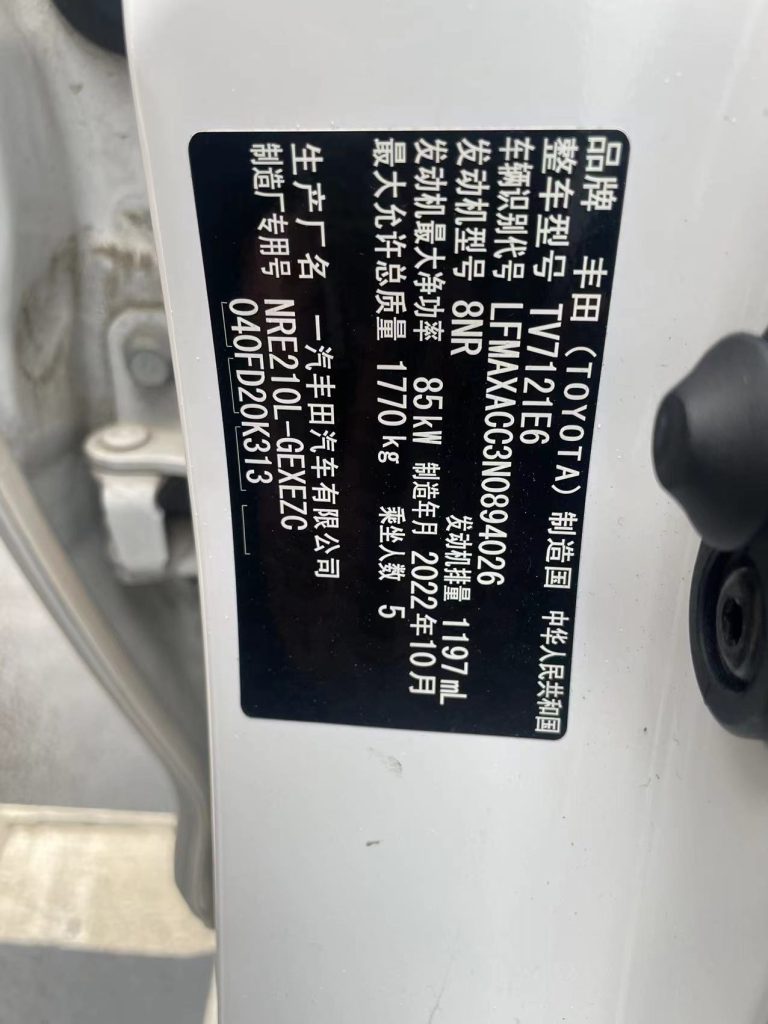 品牌 丰田（TOYOTA）制造国 中华人民共和国
整车型号 TV7121E6
车辆识别代号 LFMAXACC3N0894026
发动机型号 8NR 发动机排量 1197mL
发动机最大净功率 85kW 制造年月 2022年10月
最大允许总质量 1770kg 乘坐人数 5
生产厂名 一汽丰田汽车有限公司
制造厂专用号 NRE210L-GEXEZC
040FD20K313